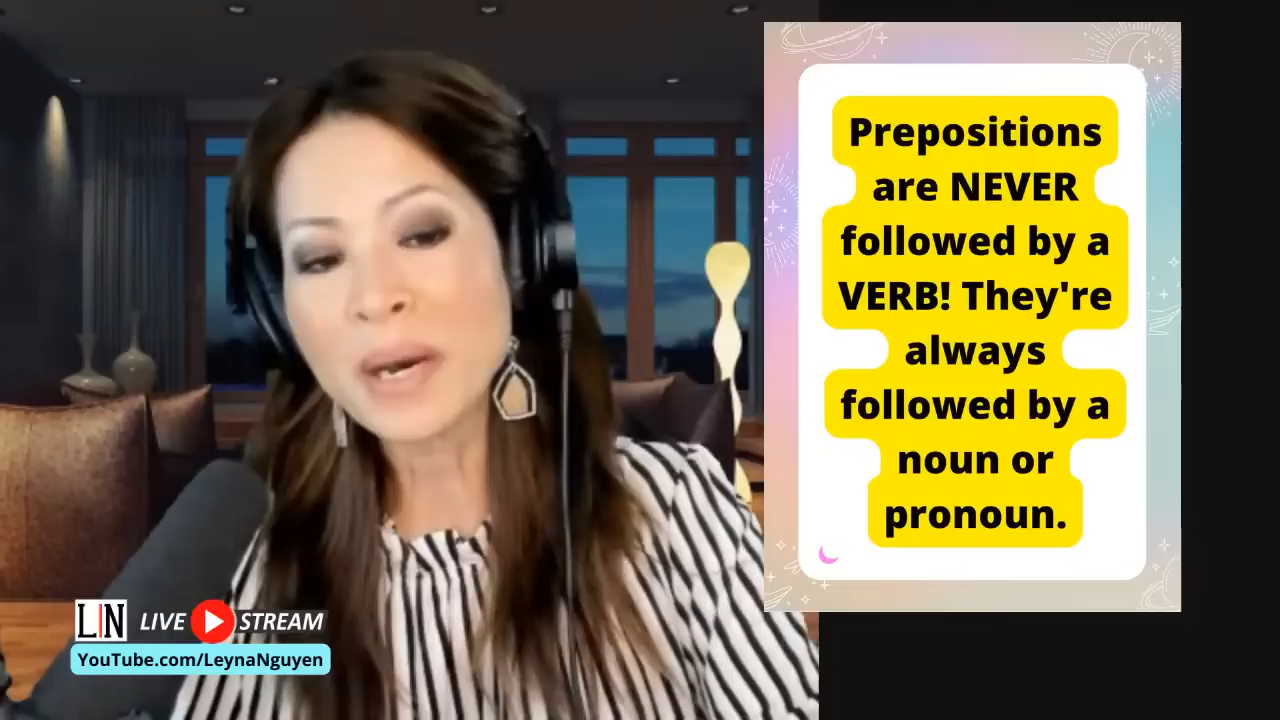 Prepositions
are NEVER
followed by a
VERB! They're
always
followed by a
noun or
pronoun.
LIN LIVE STREAM
YouTube.com/LeynaNguyen